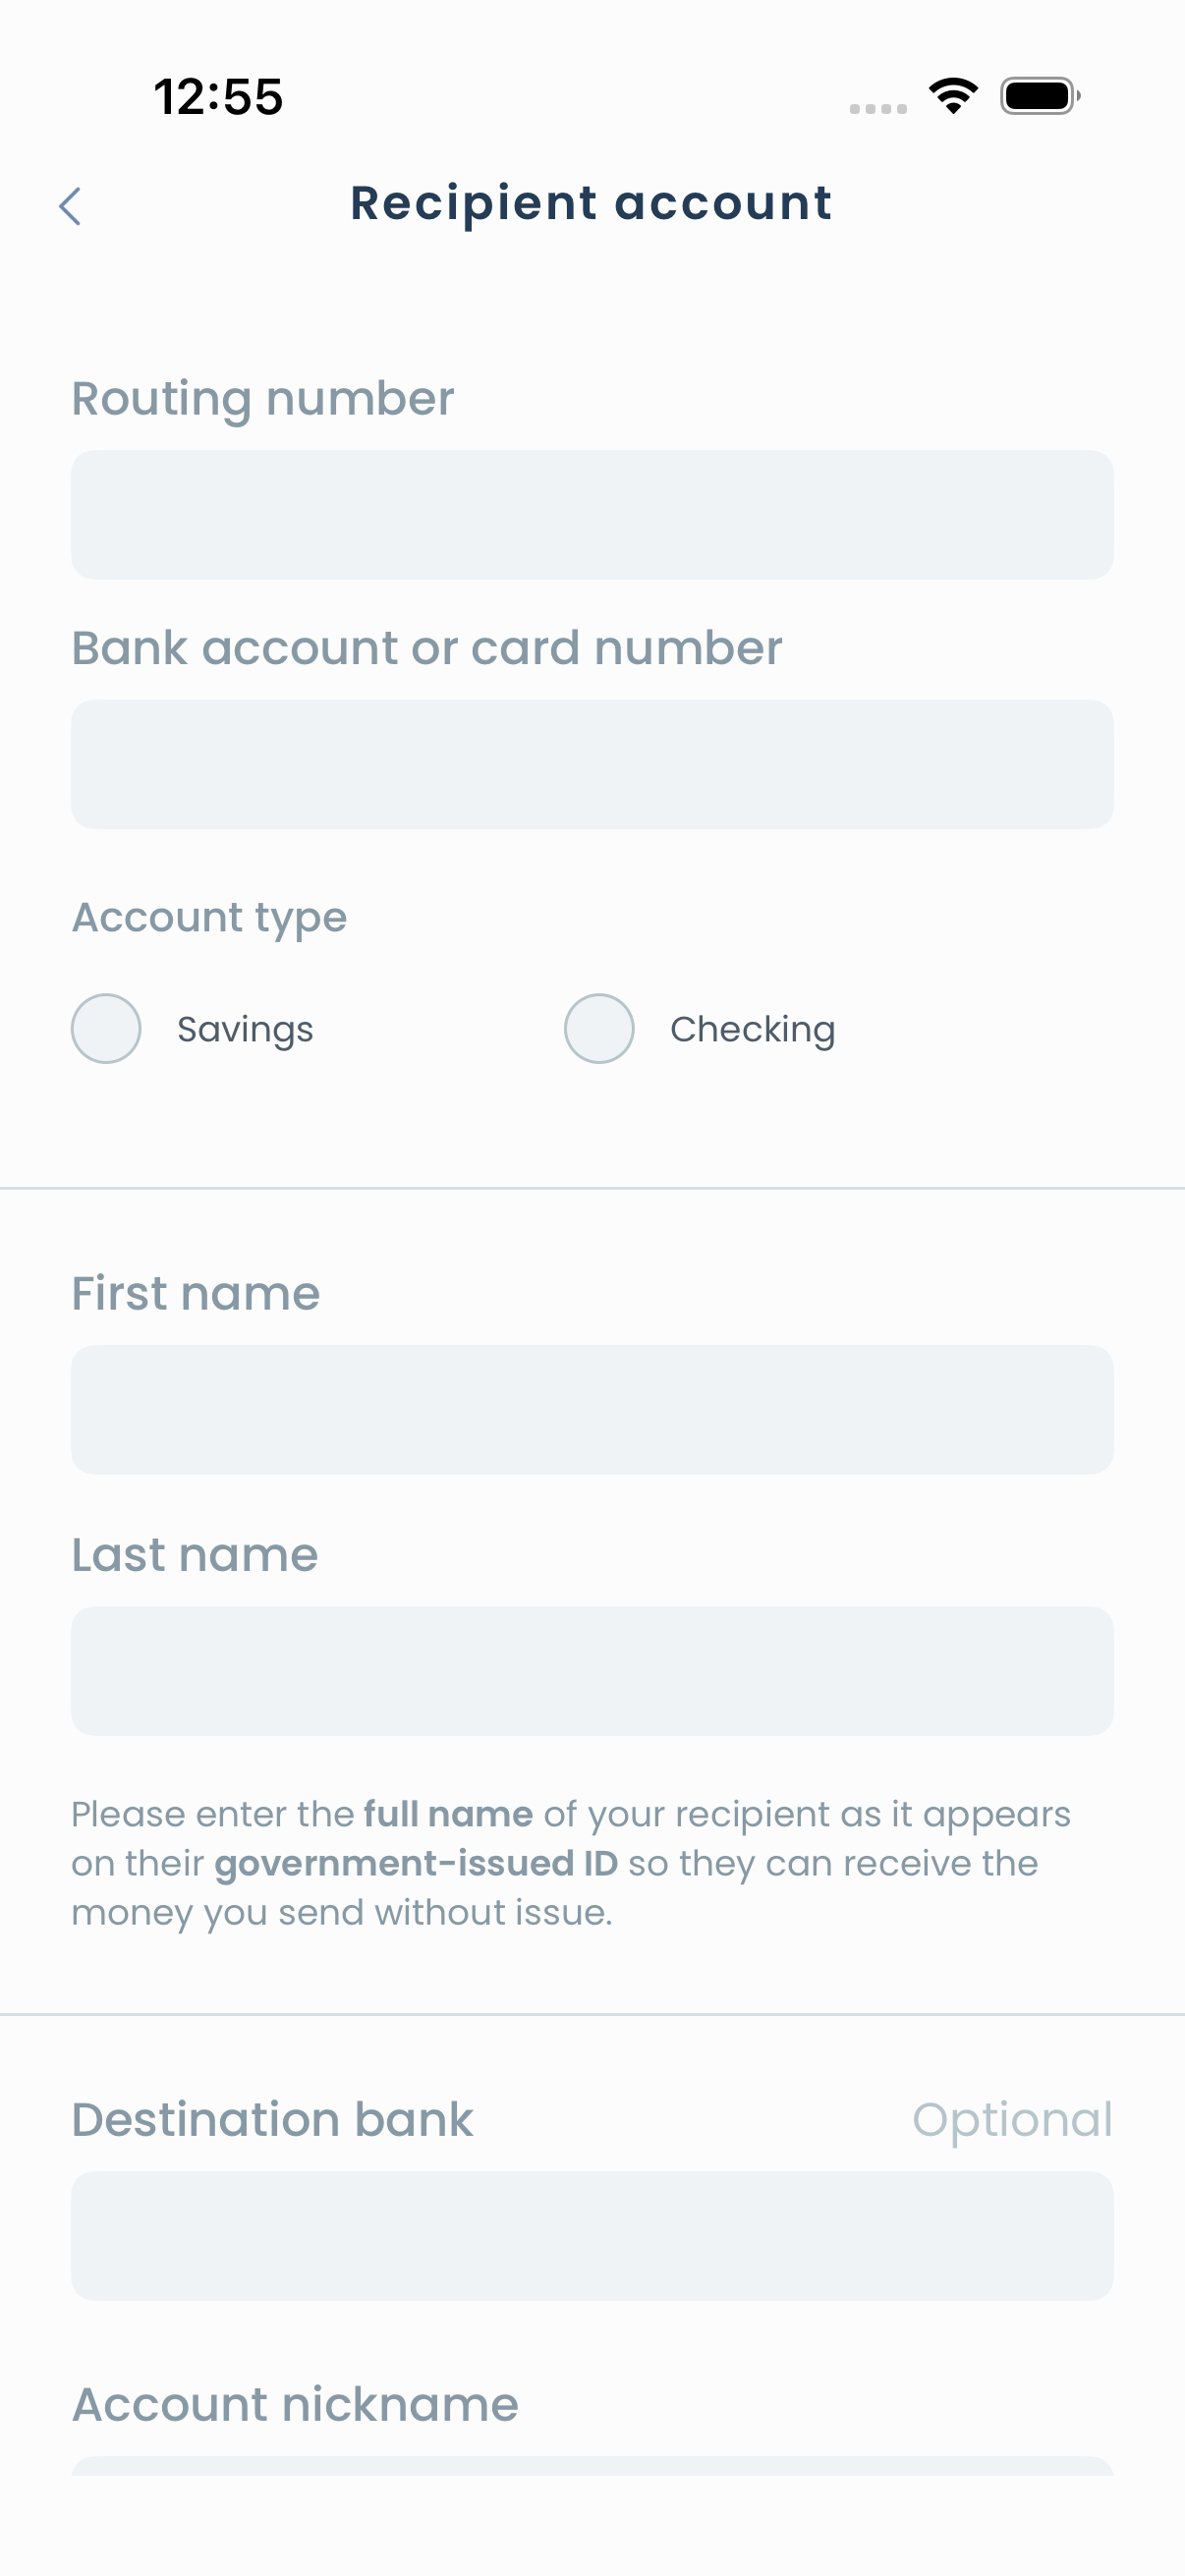 12:55
Recipient account
Routing number
Bank account or card number
Account type
Savings Checking
First name
Last name
Please enter the full name of your recipient as it appears
on their government-issued ID so they can receive the
money you send without issue.
Destination bank Optional
Account nickname